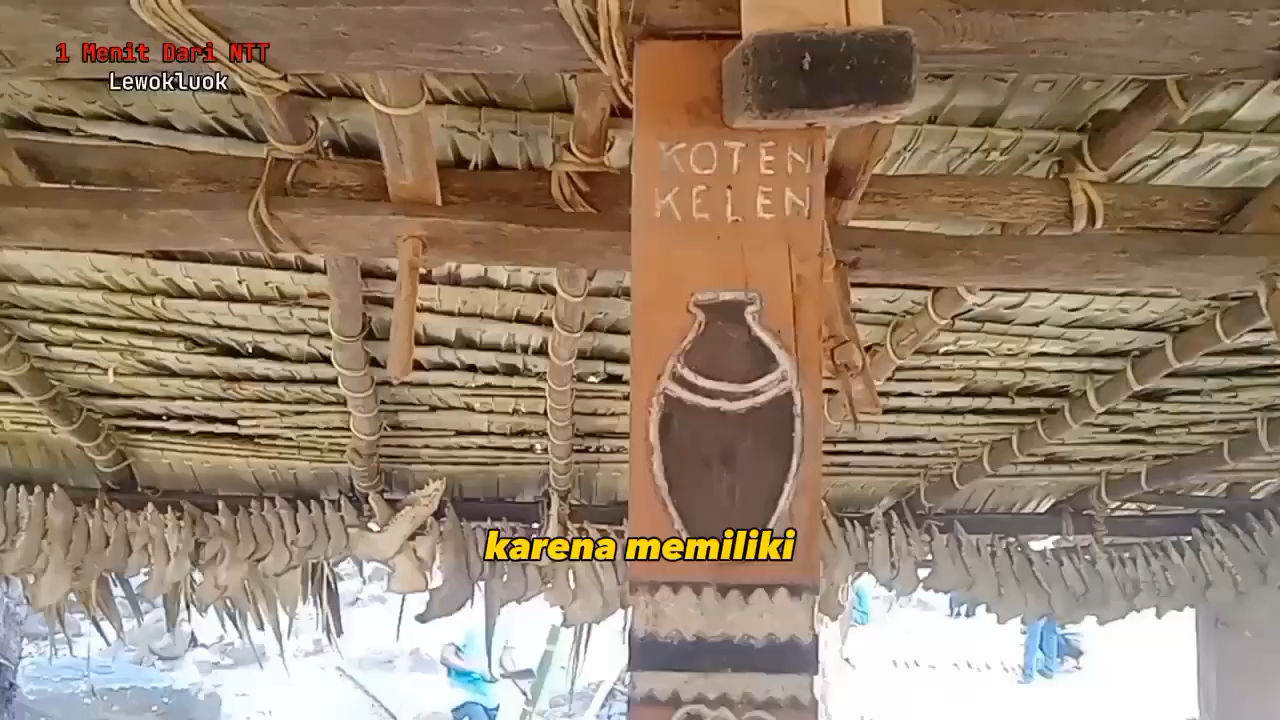 1 Menit Dari NTT
Lewokluok
KOTEN
KELEN
karena memiliki